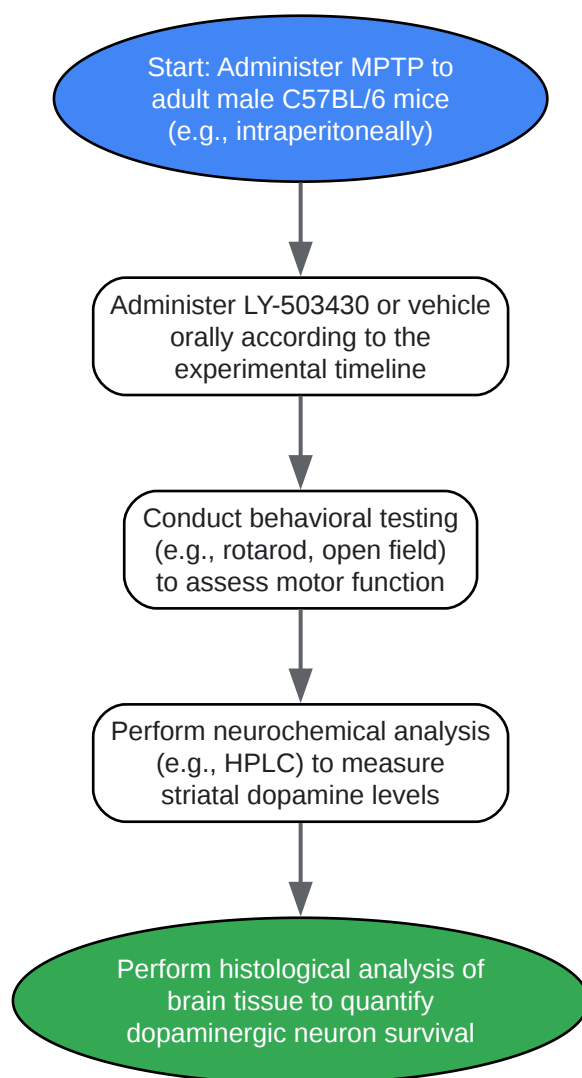 Start: Administer MPTP to
adult male C57BL/6 mice
(e.g., intraperitoneally)
Administer LY-503430 or vehicle
orally according to the
experimental timeline
Conduct behavioral testing
(e.g., rotarod, open field)
to assess motor function
Perform neurochemical analysis
(e.g., HPLC) to measure
striatal dopamine levels
Perform histological analysis of
brain tissue to quantify
dopaminergic neuron survival